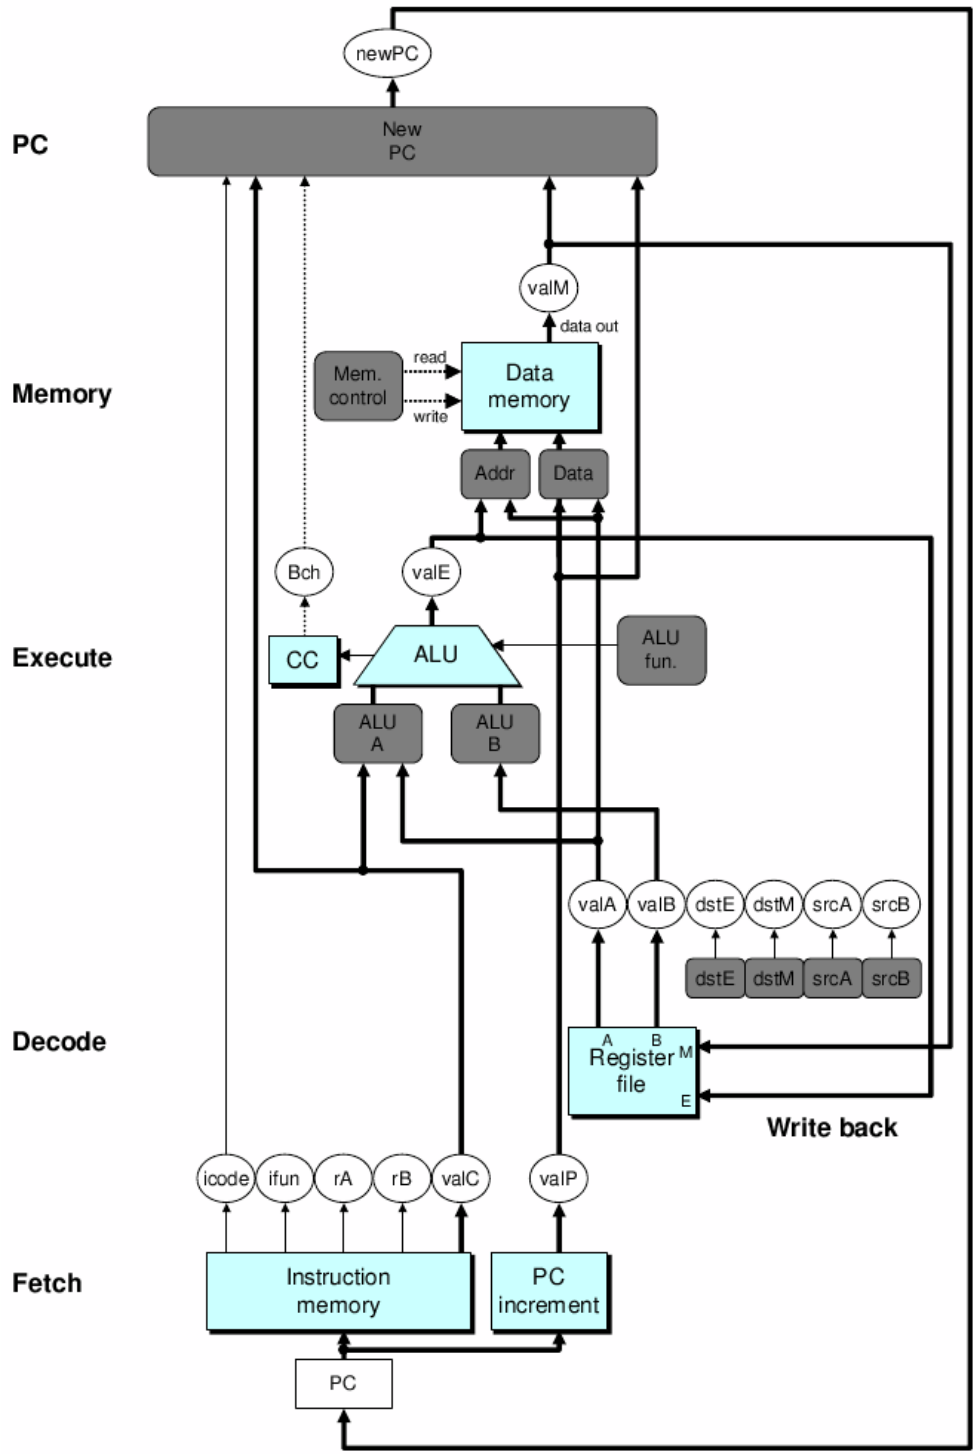 newPC
PC
New
PC
valM
data out
Memory
Mem.
control
read
write
Data
memory
Addr
Data
Bch
valE
Execute
CC
ALU
ALU
fun.
ALU
A
ALU
B
valA
valB
dstE
dstM
srcA
srcB
dstE
dstM
srcA
srcB
Decode
A
B
M
Register
file
E
Write back
icode
ifun
rA
rB
valC
valP
Fetch
Instruction
memory
PC
increment
PC